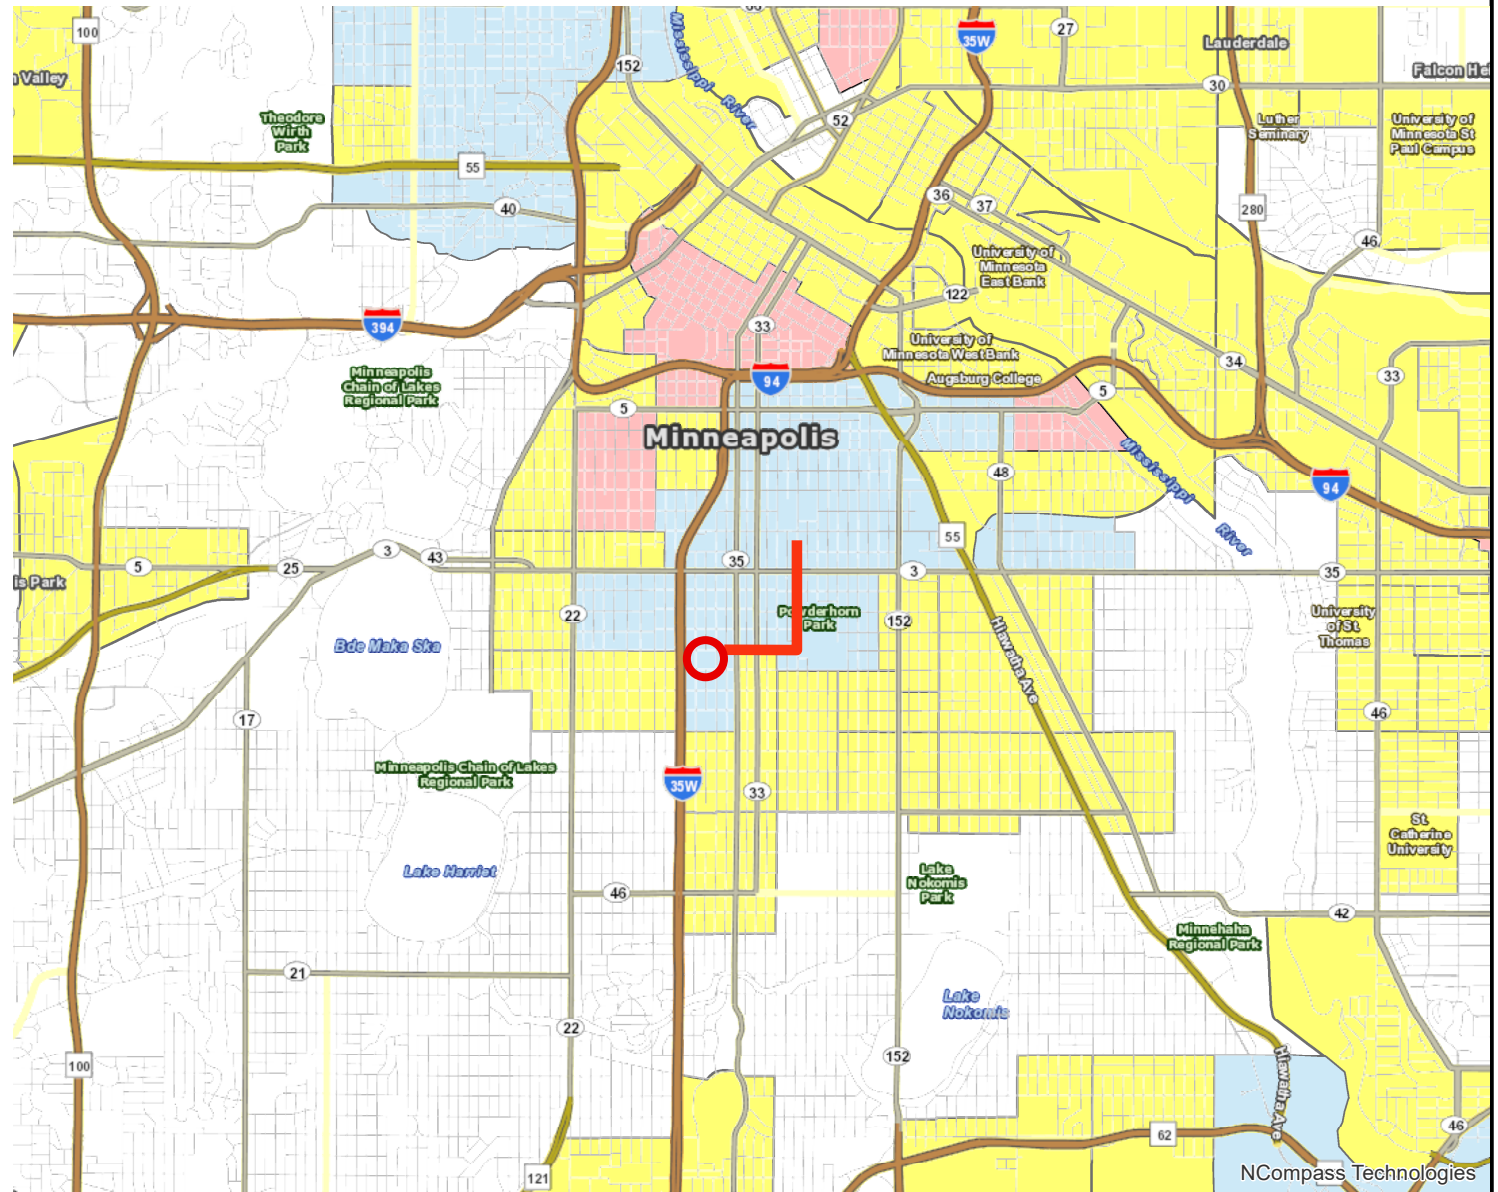 66
100
27
35W
Lauderdale
n Valley
152
Mississippi River
Falcon Hei
30
Theodore
Wirth
Park
52
Luther
Seminary
University of
Minnesota St
Paul Campus
55
36
37
40
280
46
University of
Minnesota
East Bank
122
394
33
University of
Minnesota West Bank
34
Minneapolis
Chain of Lakes
Regional Park
94
Augsburg College
33
5
5
Minneapolis
Mississippi
River
48
94
55
3
43
35
5
25
3
35
is Park
22
Powderhorn
Park
152
University
of St.
Thomas
Bde Maka Ska
Hiawatha Ave
17
46
Minneapolis Chain of Lakes
Regional Park
35W
33
St.
Catherine
University
Lake Harriet
Lake
Nokomis
Park
46
42
Minnehaha
Regional Park
21
Lake
Nokomis
22
152
100
Hiawatha Ave
62
46
121
NCompass Technologies